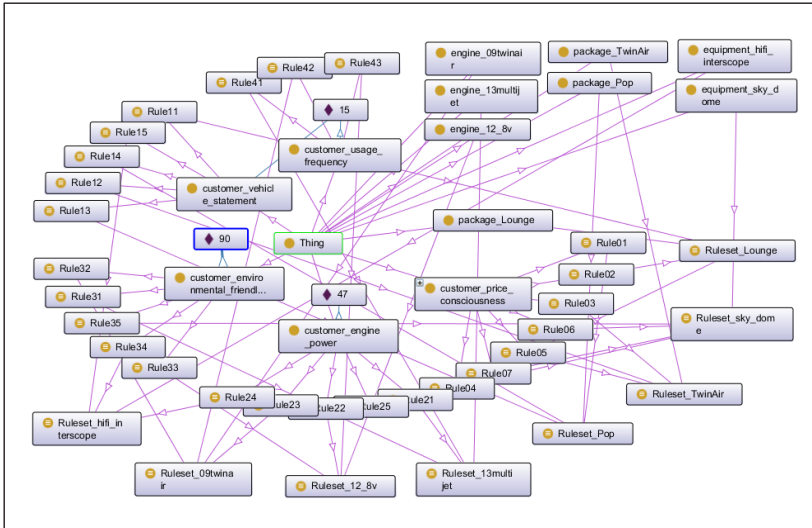 Rule43
Rule42
Rule41
engine_09twinai
r
package_TwinAir
equipment_hifi_
interscope
package_Pop
engine_13multij
et
equipment_sky_d
ome
15
Rule11
engine_12_8v
Rule15
customer_usage_
frequency
Rule14
Rule12
customer_vehicl
e_statement
Rule13
package_Lounge
90
Thing
Rule01
Ruleset_Lounge
Rule32
customer_enviro
nmental_friendl...
Rule02
Rule31
47
customer_price_
consciousness
Rule03
Rule35
customer_engine
_power
Rule06
Ruleset_sky_dom
e
Rule34
Rule05
Rule33
Rule07
Rule04
Ruleset_TwinAir
Rule24
Rule23
Rule22
Rule25
Rule21
Ruleset_hifi_in
terscope
Ruleset_Pop
Ruleset_09twina
ir
Ruleset_12_8v
Ruleset_13multi
jet